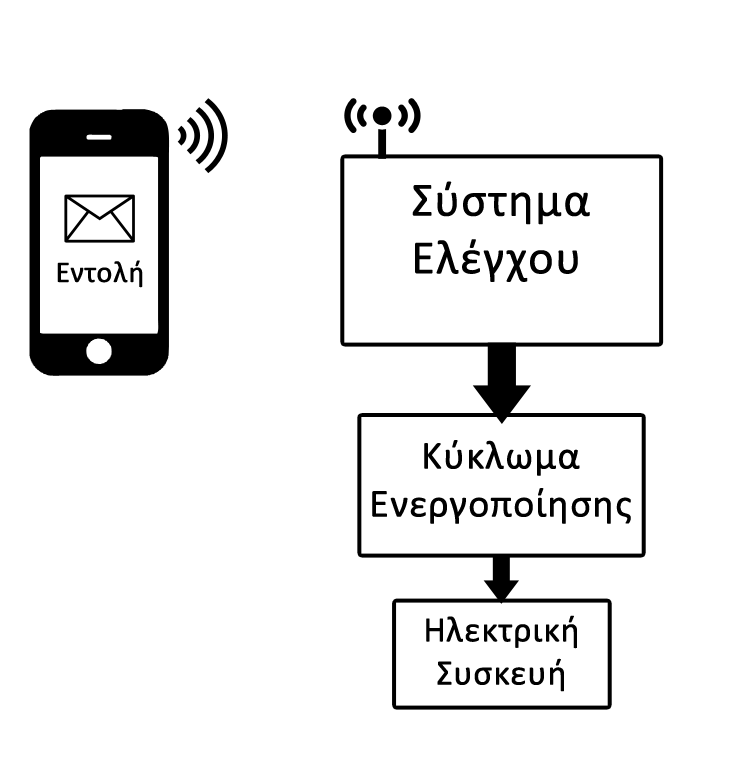 Εντολή
Σύστημα
Ελέγχου
Κύκλωμα
Ενεργοποίησης
Ηλεκτρική
Συσκευή